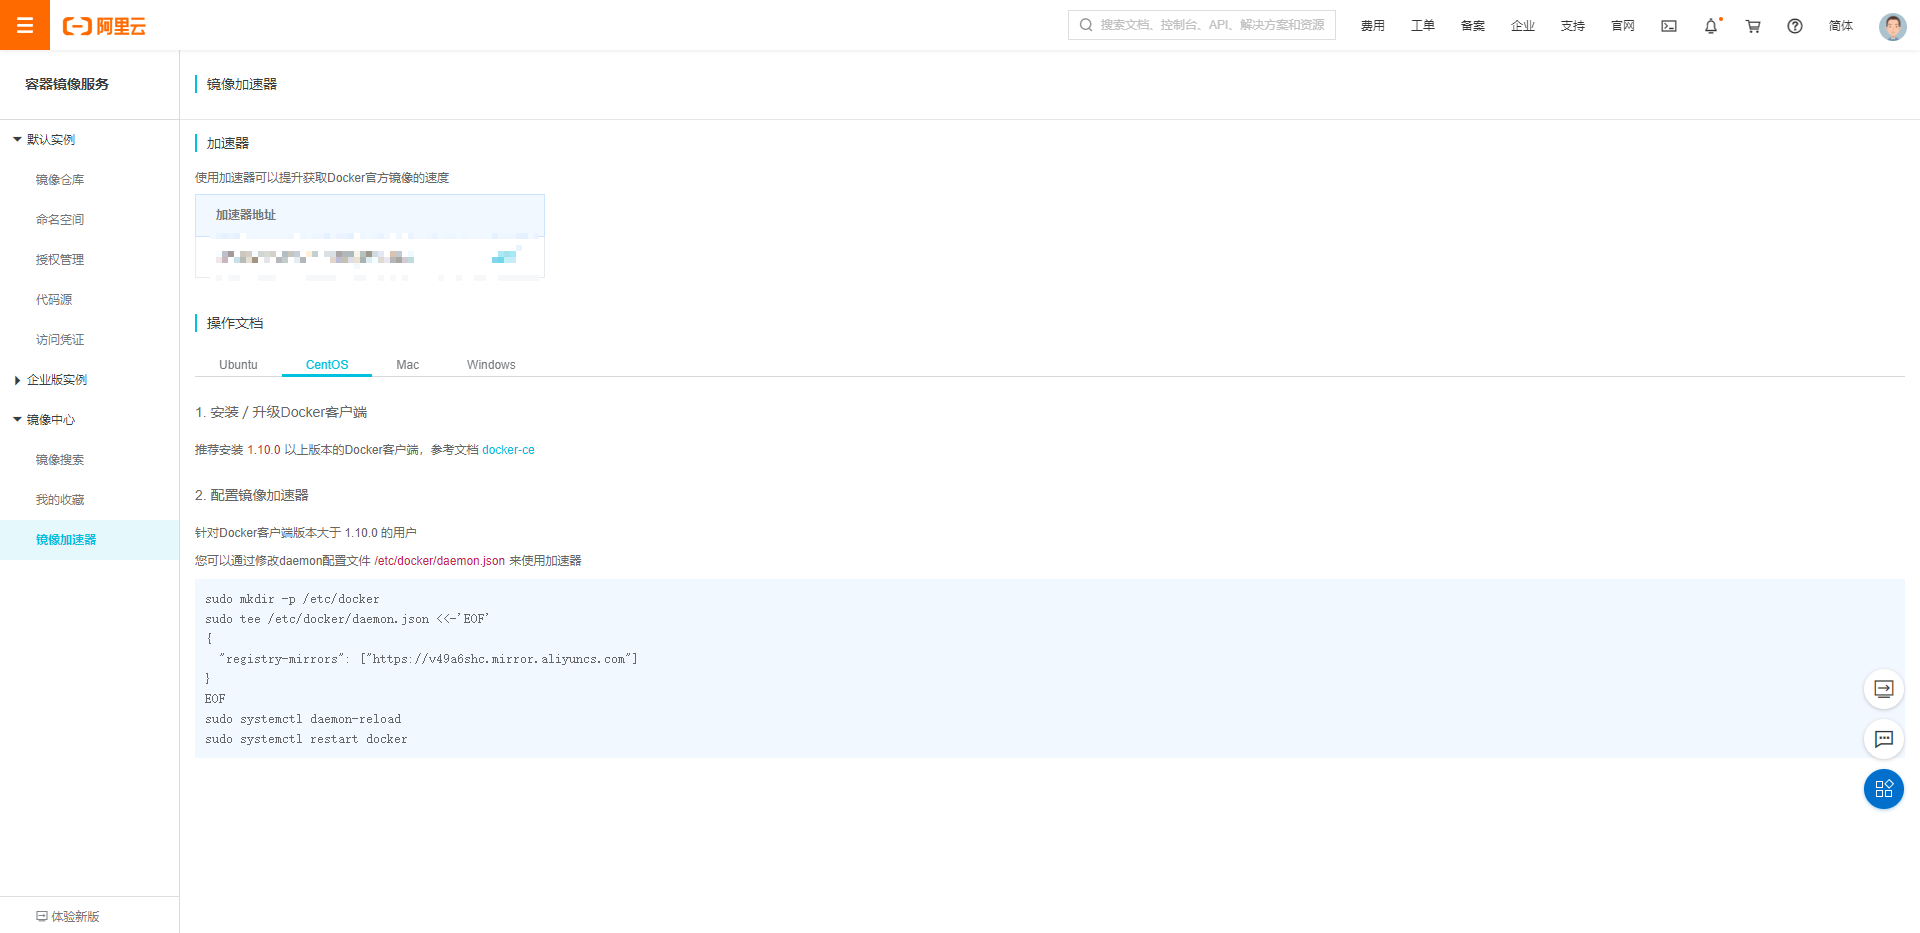 阿里云
搜索文档、控制台、API、解决方案和资源
费用
工单
备案
企业
支持
官网
简体
容器镜像服务
默认实例
镜像仓库
命名空间
授权管理
代码源
访问凭证
企业版实例
镜像中心
镜像搜索
我的收藏
镜像加速器
体验新版
镜像加速器
加速器
使用加速器可以提升获取Docker官方镜像的速度
加速器地址
操作文档
Ubuntu
CentOS
Mac
Windows
1. 安装 / 升级Docker客户端
推荐安装 1.10.0 以上版本的Docker客户端，参考文档 docker-ce
2. 配置镜像加速器
针对Docker客户端版本大于 1.10.0 的用户
您可以通过修改daemon配置文件 /etc/docker/daemon.json 来使用加速器
sudo mkdir -p /etc/docker
sudo tee /etc/docker/daemon.json <<-'EOF'
{
  "registry-mirrors": ["https://v49a6shc.mirror.aliyuncs.com"]
}
EOF
sudo systemctl daemon-reload
sudo systemctl restart docker